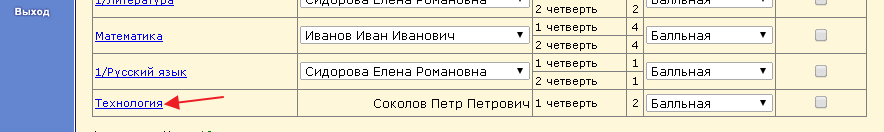 Выход
1/Литература Сидорова Елена Романовна
2 четверть 2 Балльная
Математика Иванов Иван Иванович 1 четверть 4 Балльная
2 четверть 4
1/Русский язык Сидорова Елена Романовна 1 четверть 1 Балльная
2 четверть 1
Технология Соколов Петр Петрович 1 четверть 2 Балльная